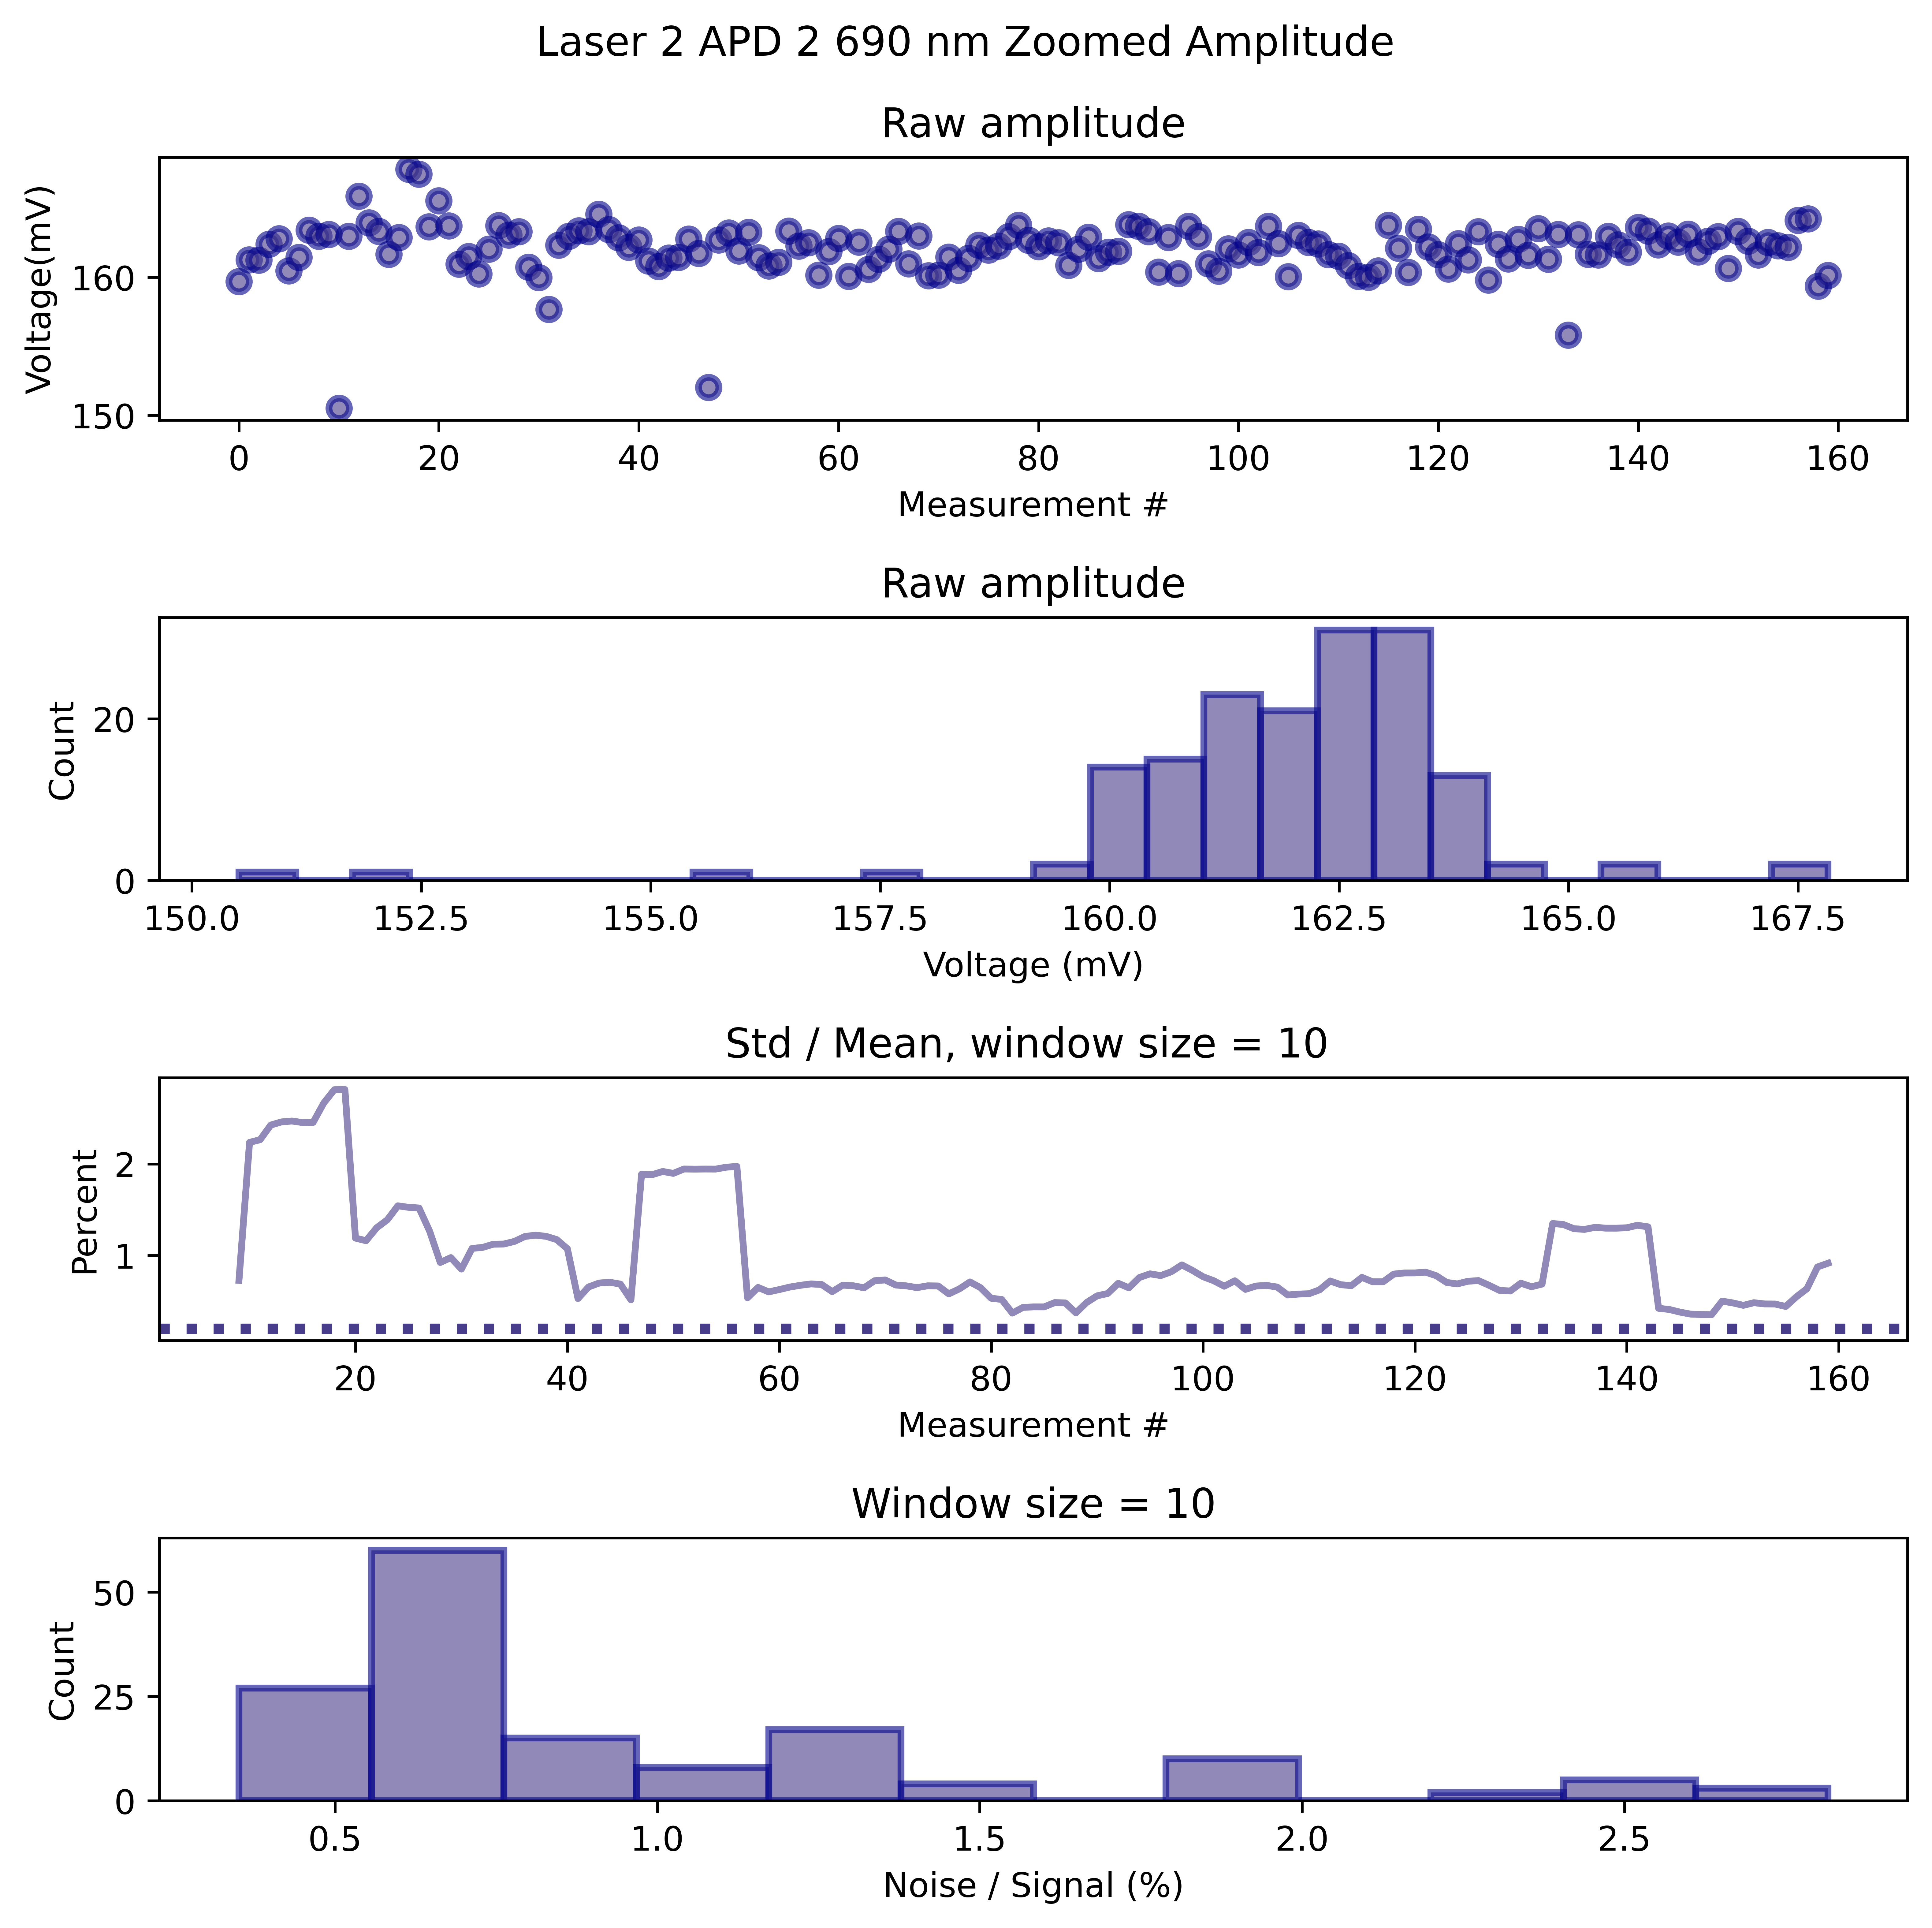 Laser 2 APD 2 690 nm Zoomed Amplitude
Raw amplitude
Voltage(mV)
160
150
0 20 40 60 80 100 120 140 160
Measurement #
Raw amplitude
Count
20
0
150.0 152.5 155.0 157.5 160.0 162.5 165.0 167.5
Voltage (mV)
Std / Mean, window size = 10
Percent
2
1
20 40 60 80 100 120 140 160
Measurement #
Window size = 10
Count
50
25
0
0.5 1.0 1.5 2.0 2.5
Noise / Signal (%)